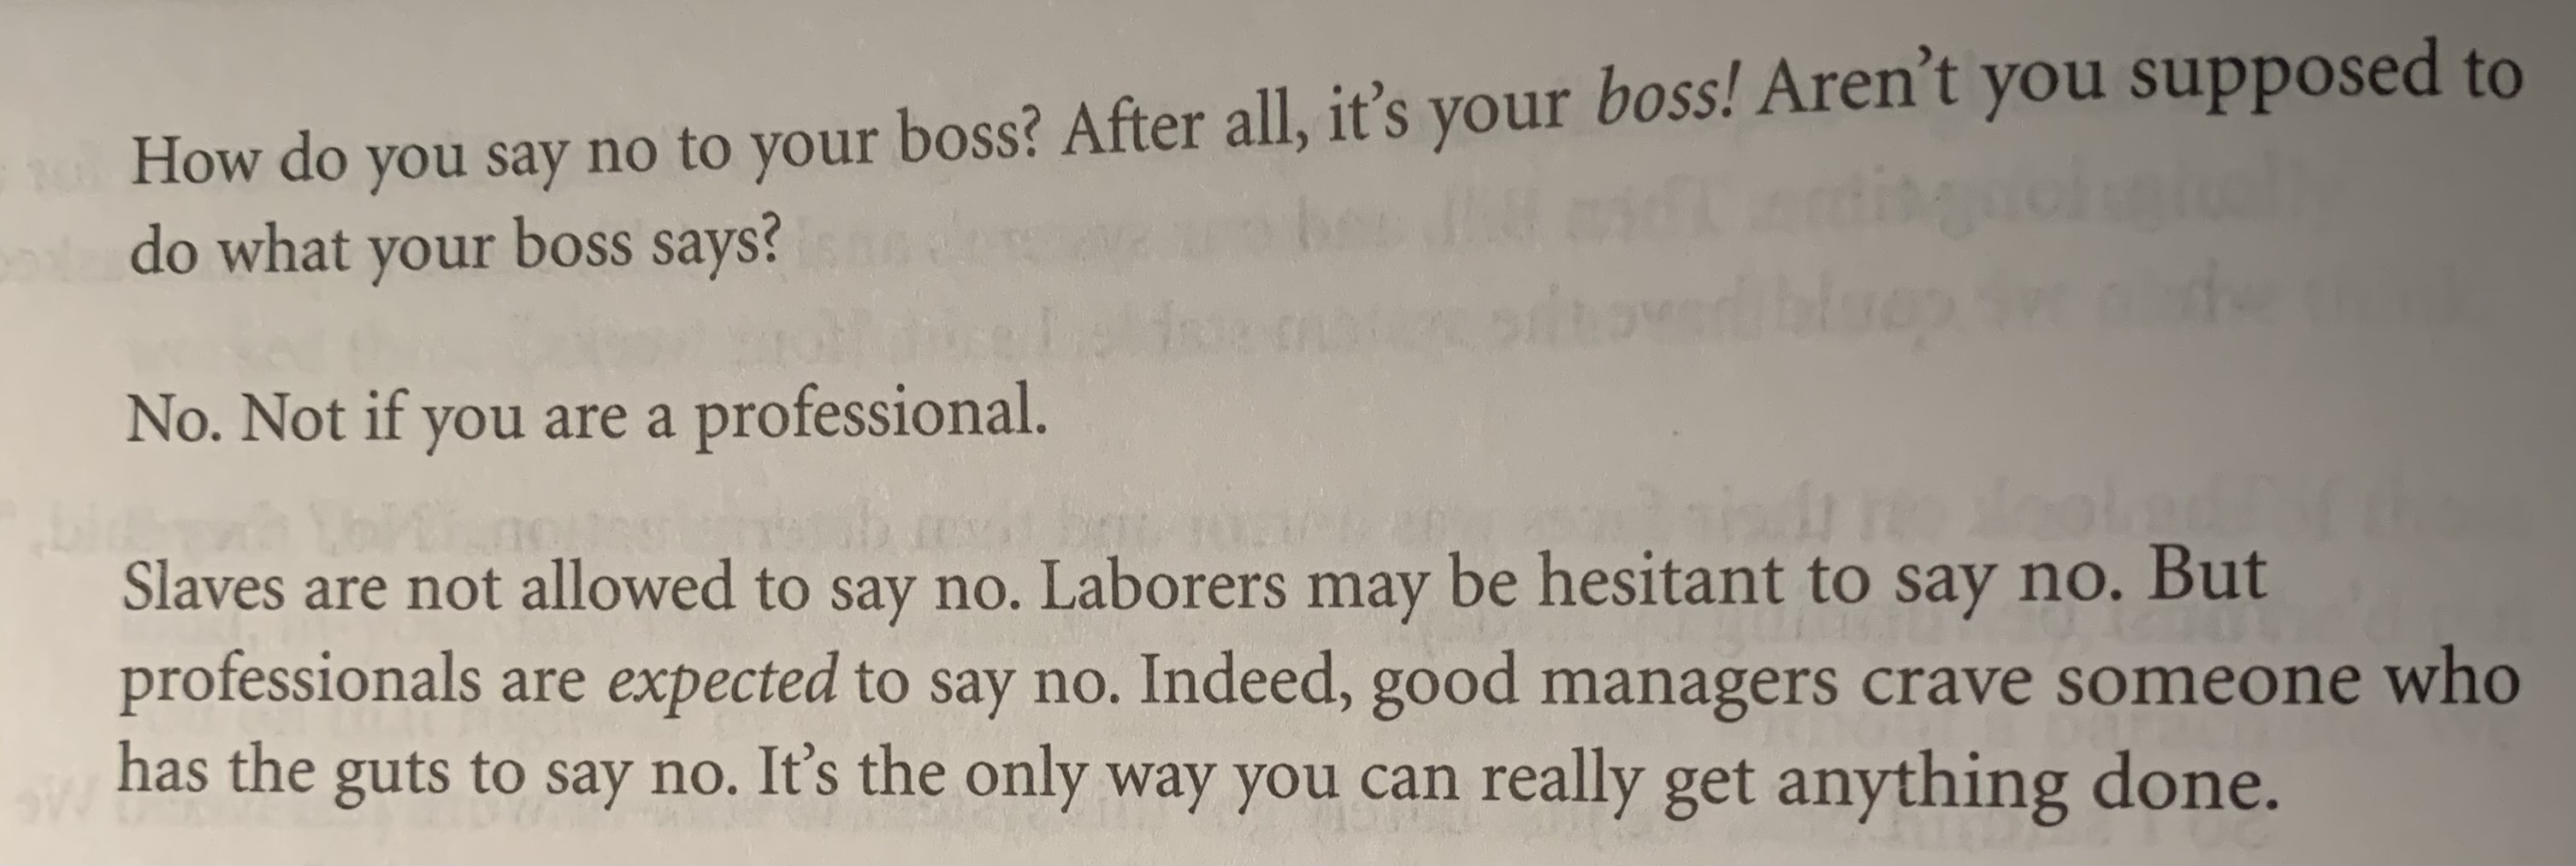 How do you say no to your boss? After all, it's your boss! Aren't you supposed to
do what your boss says?
No. Not if you are a professional.
Slaves are not allowed to say no. Laborers may be hesitant to say no. But
professionals are expected to say no. Indeed, good managers crave someone who
has the guts to say no. It's the only way you can really get anything done.